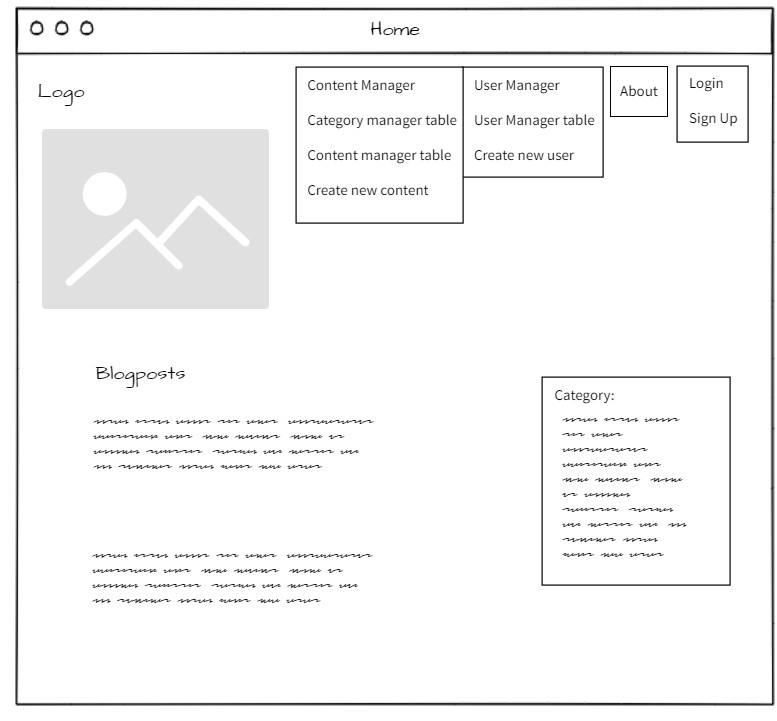 Home
Logo
Content Manager
Category manager table
Content manager table
Create new content
User Manager
User Manager table
Create new user
About
Login
Sign Up
Blogposts
Category: